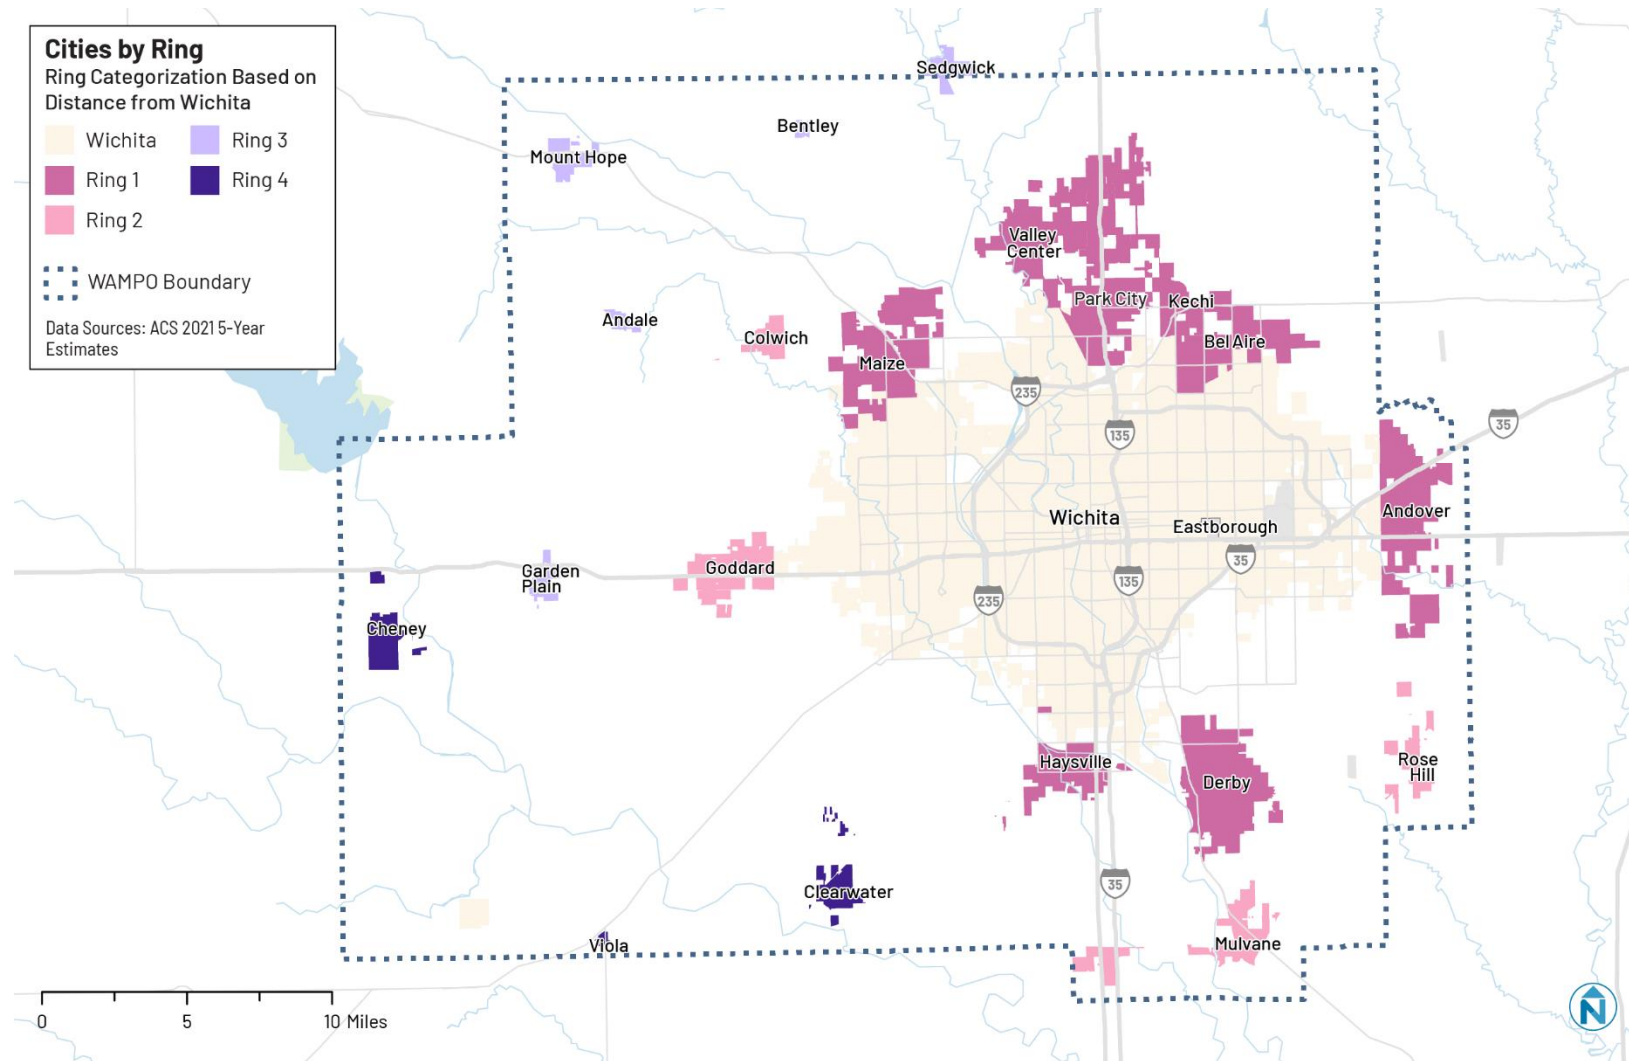 Cities by Ring
Ring Categorization Based on
Distance from Wichita
Wichita
Ring 3
Ring 1
Ring 4
Ring 2
WAMPO Boundary
Data Sources: ACS 2021 5-Year
Estimates
Sedgwick
Bentley
Mount Hope
Valley
Center
Park City
Kechi
Andale
Colwich
Maize
Bel Aire
235
135
35
Wichita
Eastborough
Andover
35
Garden
Plain
Goddard
135
235
Cheney
Haysville
Derby
Rose
Hill
35
Clearwater
Viola
Mulvane
0
5
10 Miles
N